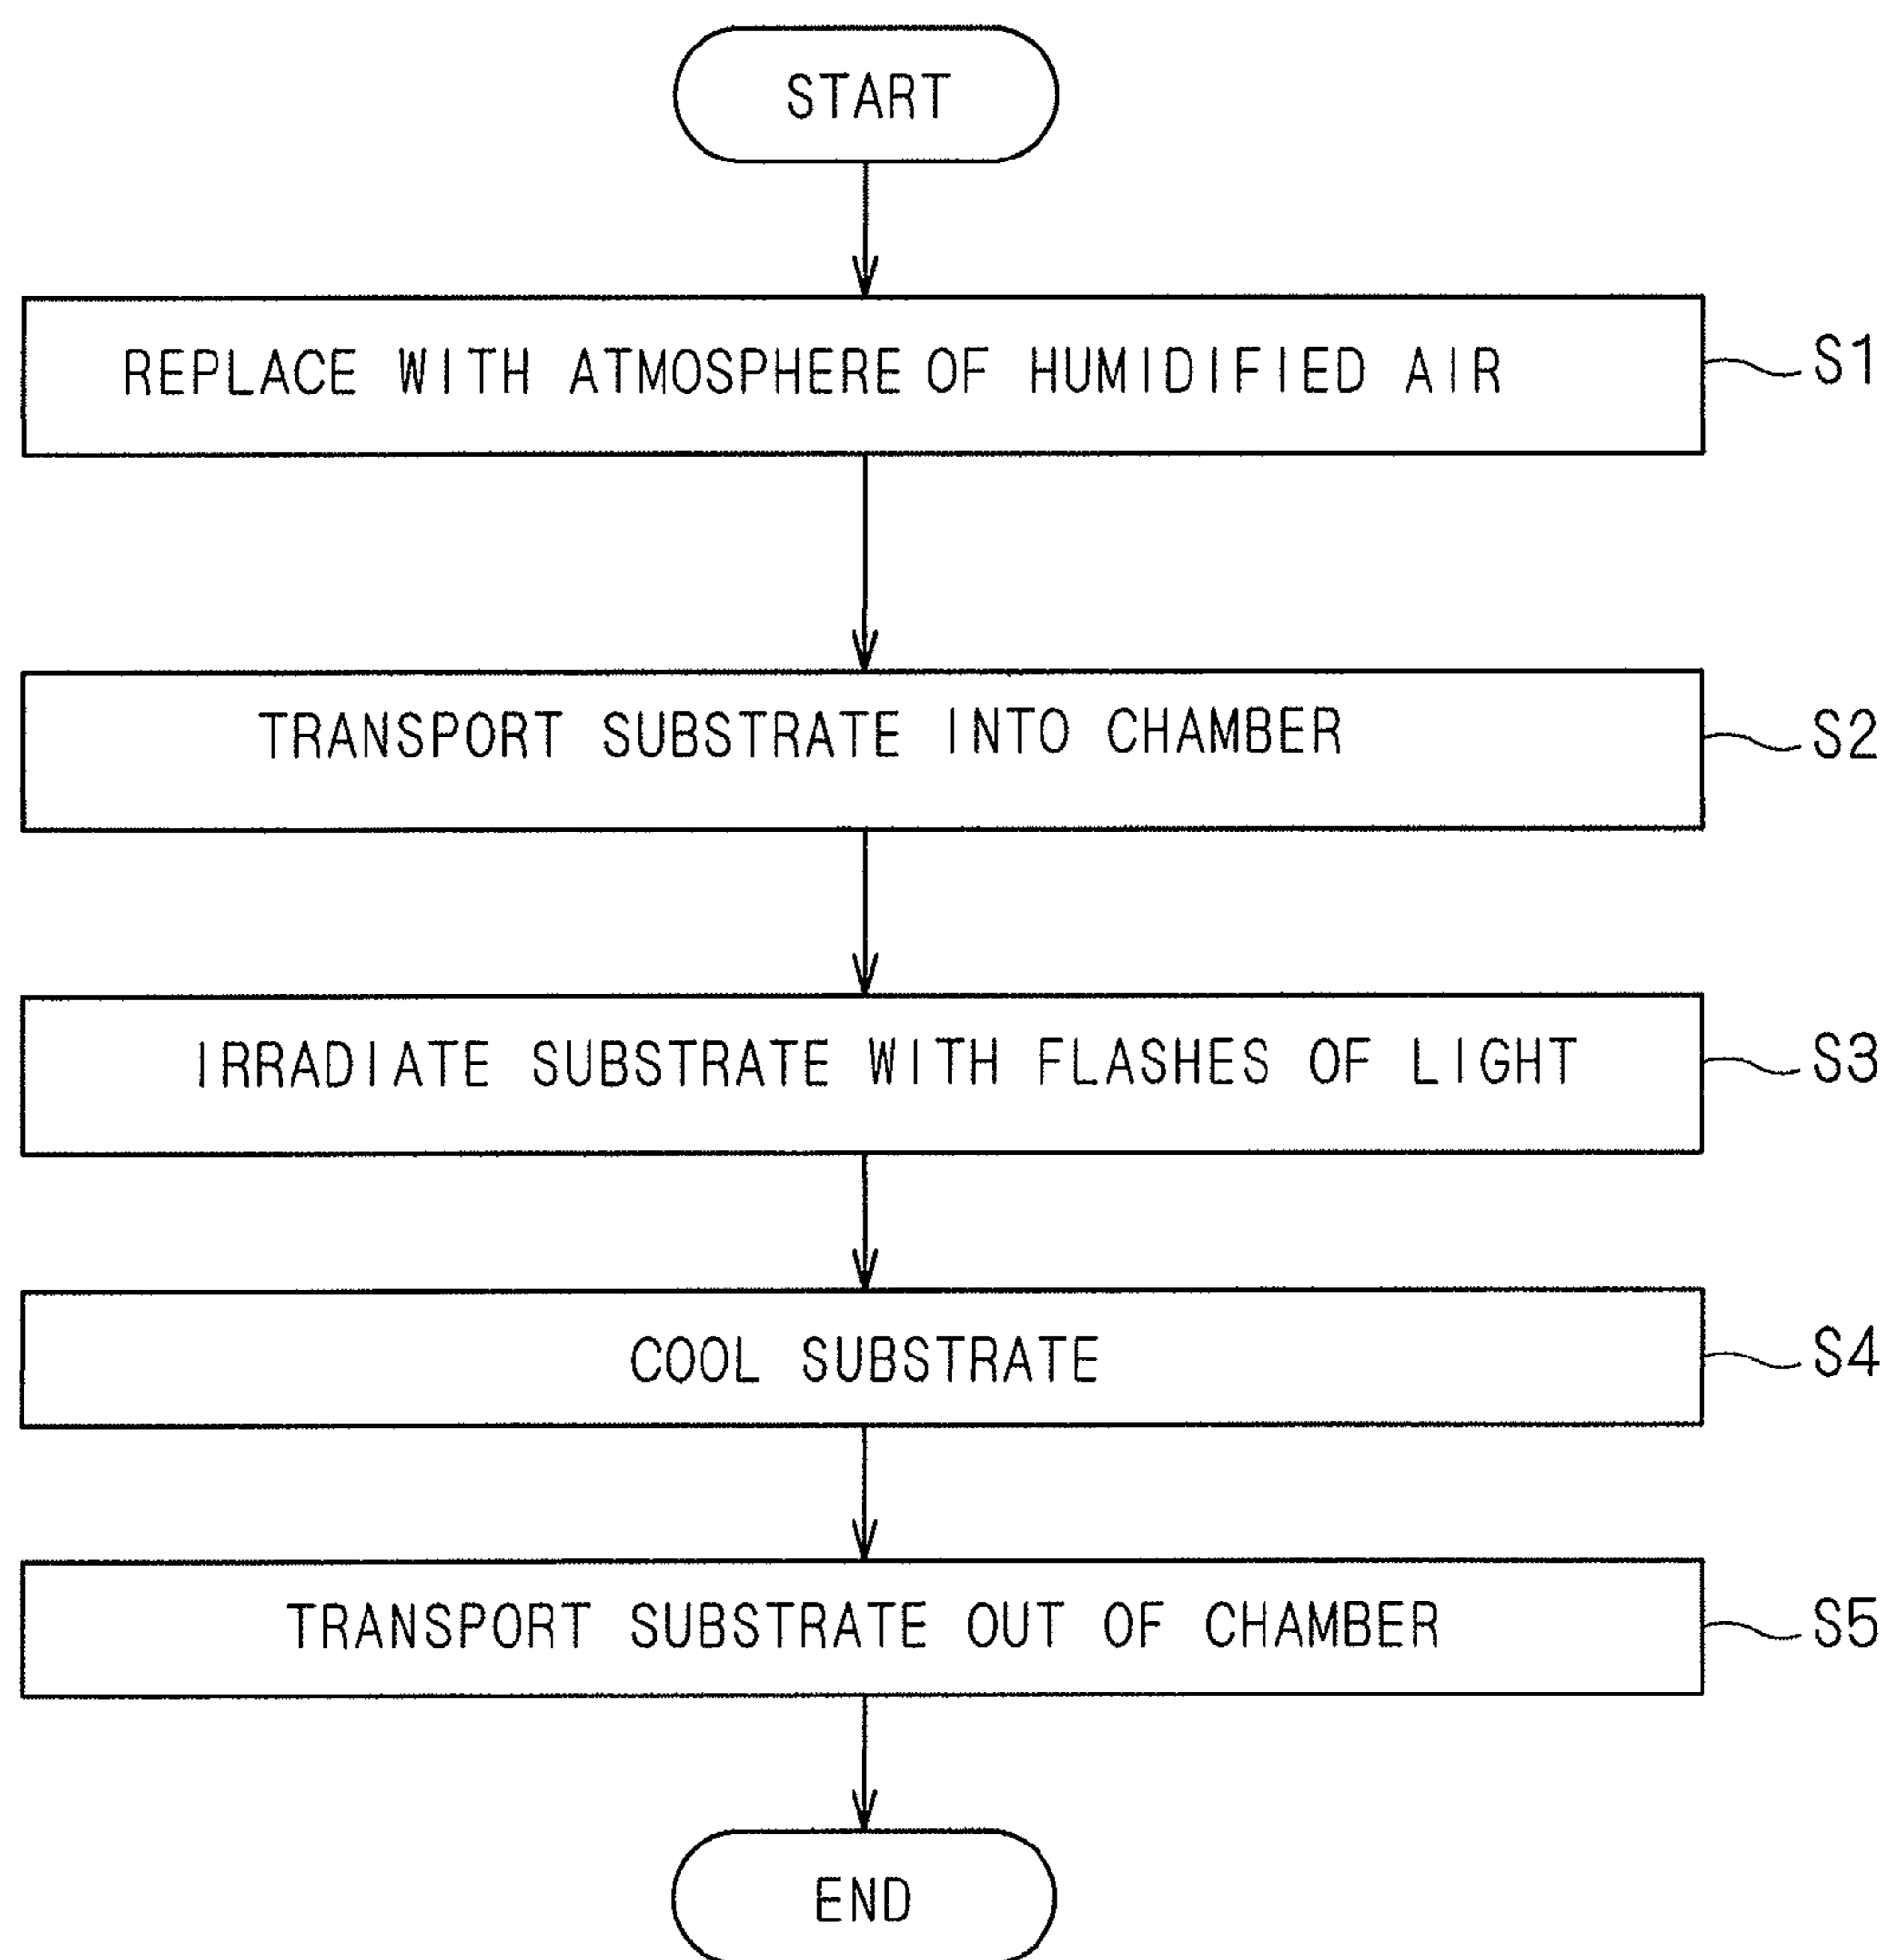 START
REPLACE WITH ATMOSPHERE OF HUMIDIFIED AIR
S1
TRANSPORT SUBSTRATE INTO CHAMBER
S2
IRRADIATE SUBSTRATE WITH FLASHES OF LIGHT
S3
COOL SUBSTRATE
S4
TRANSPORT SUBSTRATE OUT OF CHAMBER
S5
END